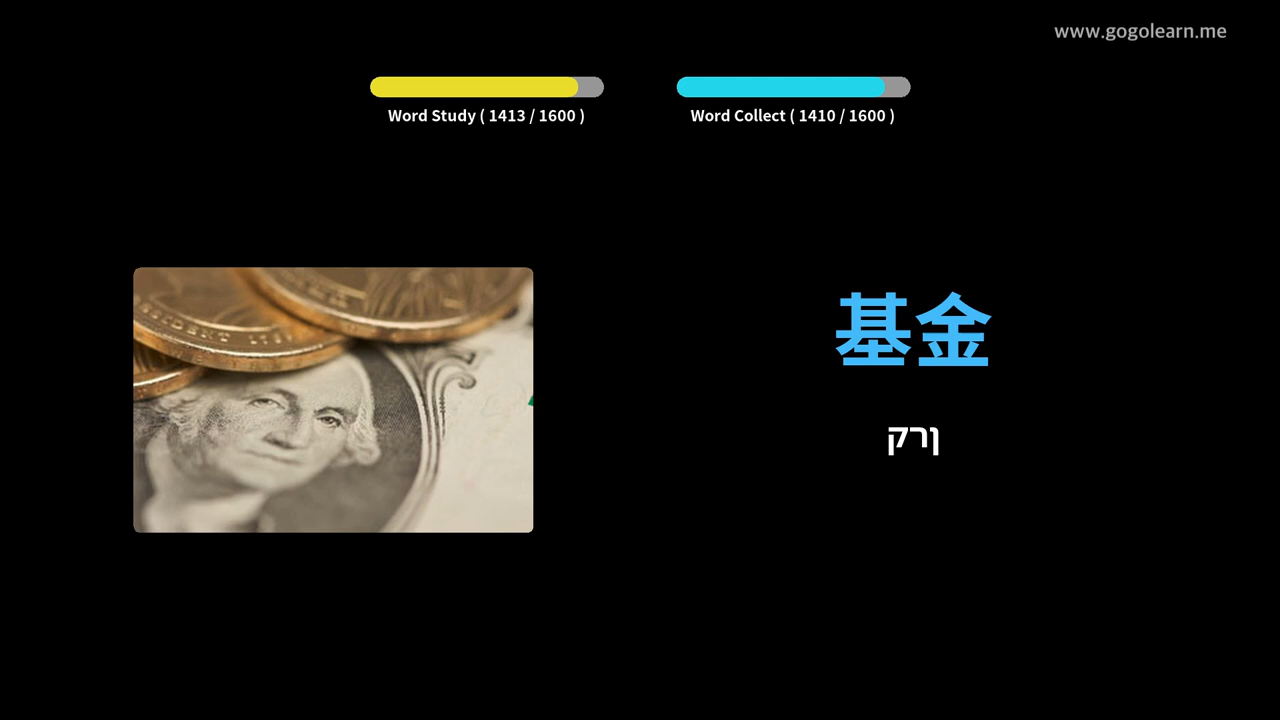 www.gogolearn.me
Word Study ( 1413 / 1600 )
Word Collect ( 1410 / 1600 )
基金
קרן